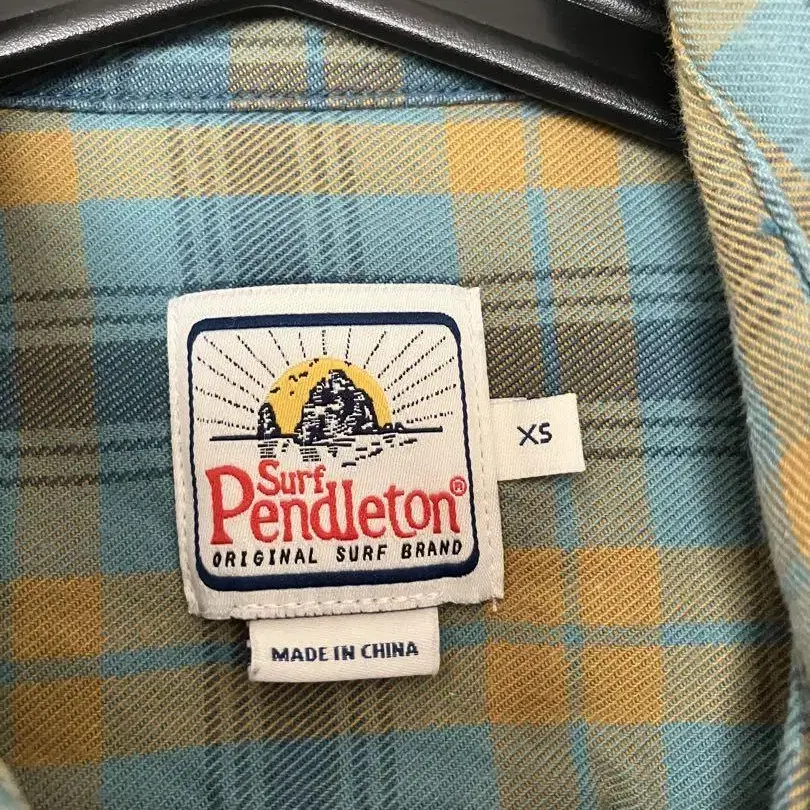 Surf
Pendleton®
ORIGINAL SURF BRAND
XS
MADE IN CHINA